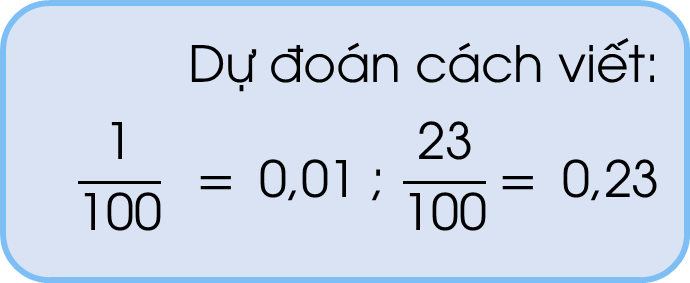 Dự đoán cách viết:
1/100 = 0,01 ; 23/100 = 0,23